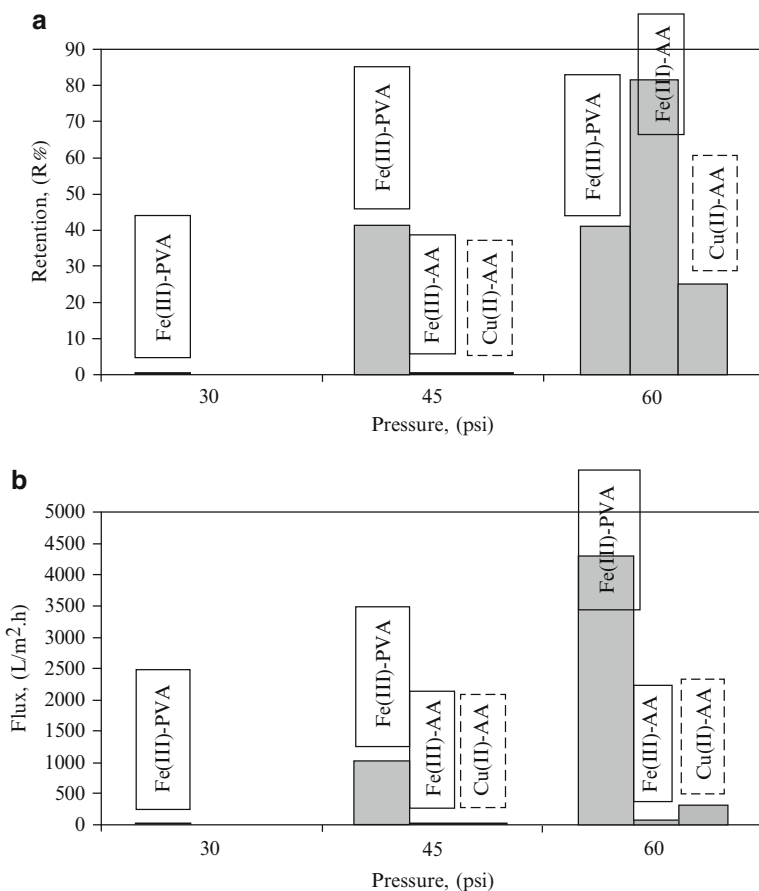 a
90
80
70
60
50
40
30
20
10
0
Retention, (R%)
Fe(III)-PVA
Fe(III)-PVA
Fe(III)-AA
Cu(II)-AA
Fe(III)-PVA
Fe(III)-AA
Cu(II)-AA
30
45
60
Pressure, (psi)
b
5000
4500
4000
3500
3000
2500
2000
1500
1000
500
0
Flux, (L/m².h)
Fe(III)-PVA
Fe(III)-PVA
Fe(III)-AA
Cu(II)-AA
Fe(III)-PVA
Fe(III)-AA
Cu(II)-AA
30
45
60
Pressure, (psi)